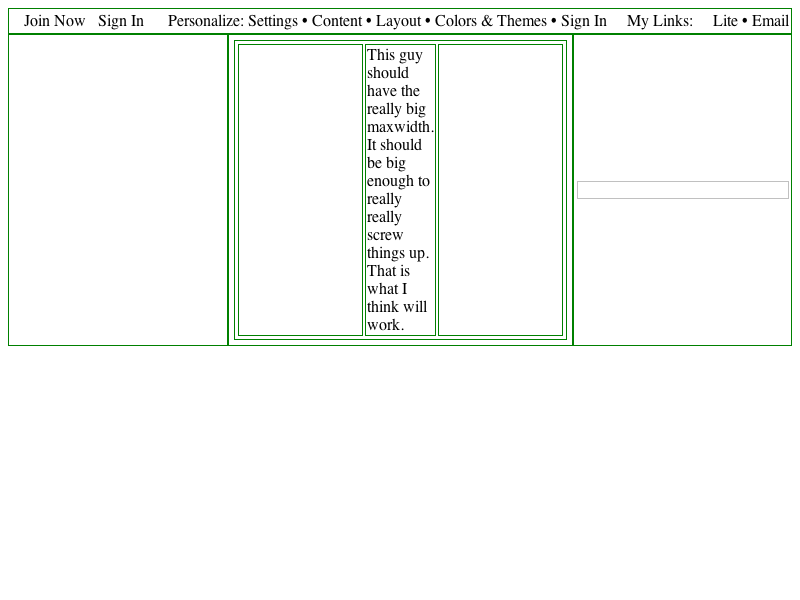 Join Now Sign In Personalize: Settings • Content • Layout • Colors & Themes • Sign In My Links: Lite • Email
This guy
should
have the
really big
maxwidth.
It should
be big
enough to
really
really
screw
things up.
That is
what I
think will
work.